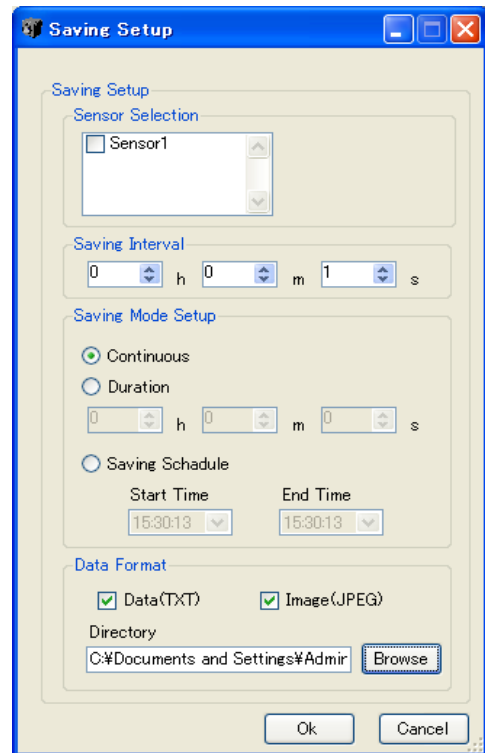 Saving Setup
Saving Setup
Sensor Selection
Sensor1
Saving Interval
0 h 0 m 1 s
Saving Mode Setup
Continuous
Duration
0 h 0 m 0 s
Saving Schadule
Start Time End Time
15:30:13 15:30:13
Data Format
Data(TXT) Image(JPEG)
Directory
C:¥Documents and Settings¥Admir Browse
Ok Cancel